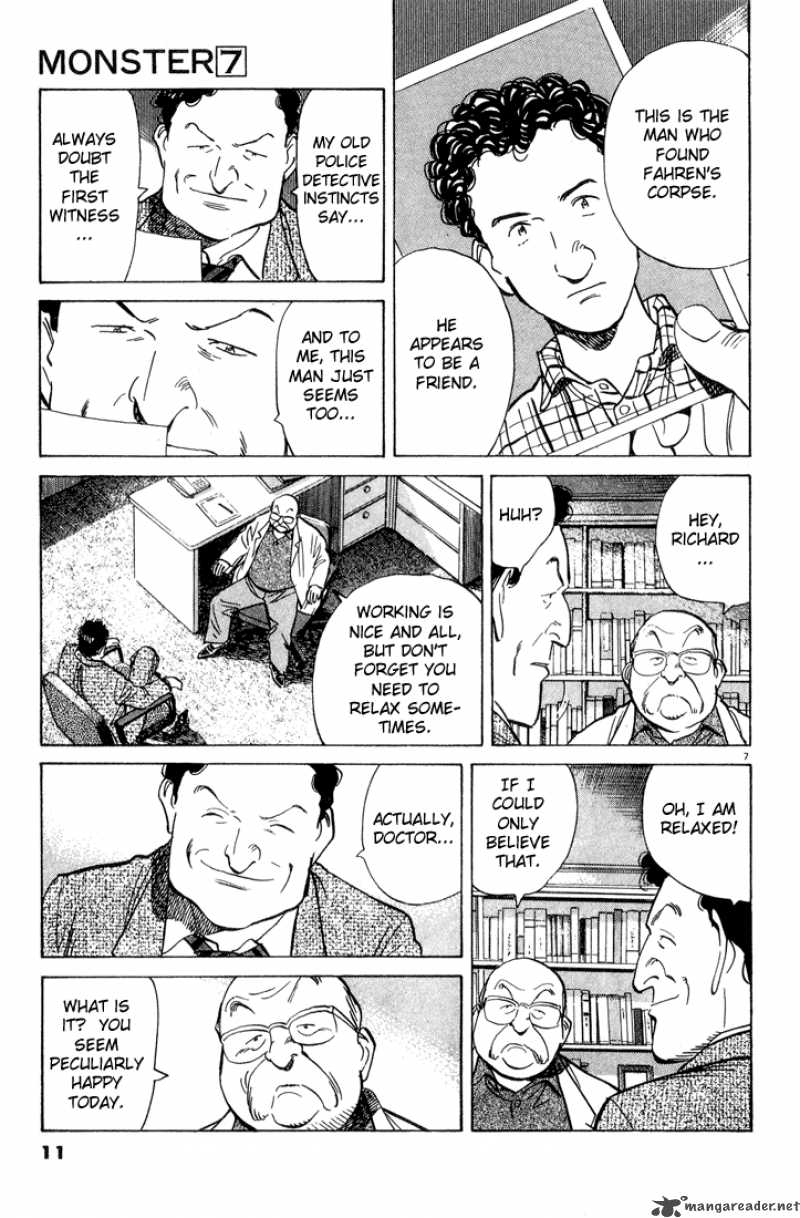 MONSTER 7
THIS IS THE
MAN WHO
FOUND
FAHREN'S
CORPSE.
HE
APPEARS
TO BE A
FRIEND.
MY OLD
POLICE
DETECTIVE
INSTINCTS
SAY...
ALWAYS
DOUBT
THE
FIRST
WITNESS
...
AND TO
ME, THIS
MAN JUST
SEEMS
TOO...
HEY,
RICHARD
...
HUH?
WORKING IS
NICE AND ALL,
BUT DON'T
FORGET YOU
NEED TO
RELAX SOME-
TIMES.
7
OH, I AM
RELAXED!
IF I
COULD
ONLY
BELIEVE
THAT.
ACTUALLY,
DOCTOR...
WHAT IS
IT? YOU
SEEM
PECULIARLY
HAPPY
TODAY.
11
mangareader.net